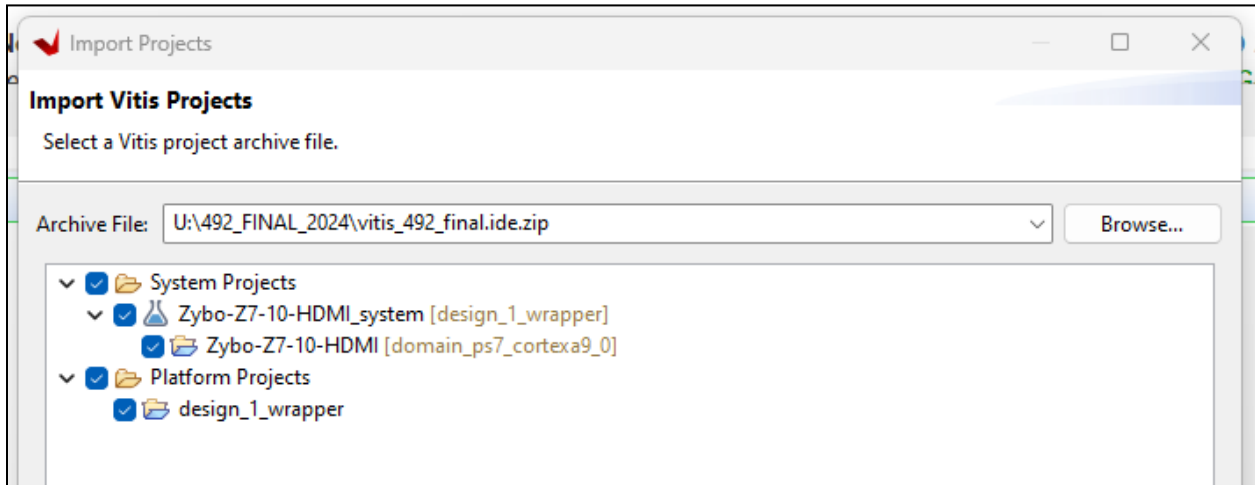 Import Projects
Import Vitis Projects
Select a Vitis project archive file.
Archive File: U:\492_FINAL_2024\vitis_492_final.ide.zip Browse...
System Projects
Zybo-Z7-10-HDMI_system [design_1_wrapper]
Zybo-Z7-10-HDMI [domain_ps7_cortexa9_0]
Platform Projects
design_1_wrapper